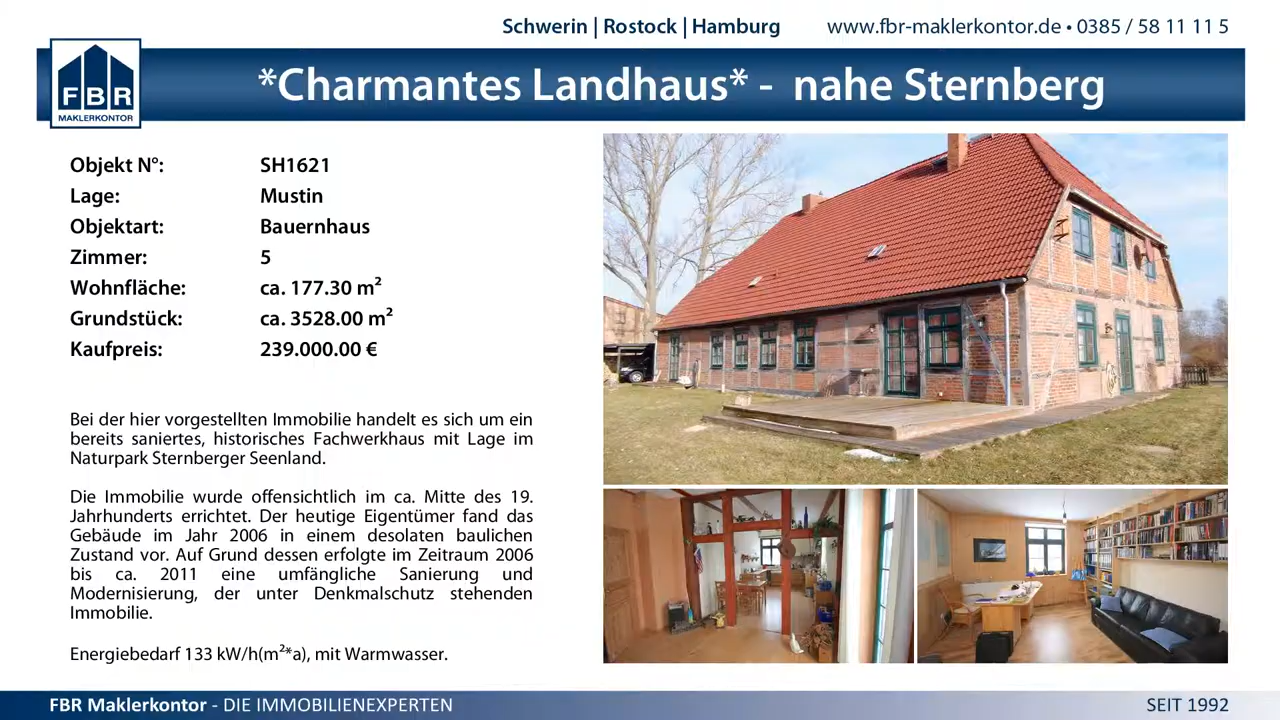 Schwerin | Rostock | Hamburg www.fbr-maklerkontor.de • 0385 / 58 11 11 5
FBR
MAKLERKONTOR
*Charmantes Landhaus* - nahe Sternberg
Objekt N°: SH1621
Lage: Mustin
Objektart: Bauernhaus
Zimmer: 5
Wohnfläche: ca. 177.30 m²
Grundstück: ca. 3528.00 m²
Kaufpreis: 239.000.00 €
Bei der hier vorgestellten Immobilie handelt es sich um ein
bereits saniertes, historisches Fachwerkhaus mit Lage im
Naturpark Sternberger Seenland.
Die Immobilie wurde offensichtlich im ca. Mitte des 19.
Jahrhunderts errichtet. Der heutige Eigentümer fand das
Gebäude im Jahr 2006 in einem desolaten baulichen
Zustand vor. Auf Grund dessen erfolgte im Zeitraum 2006
bis ca. 2011 eine umfängliche Sanierung und
Modernisierung, der unter Denkmalschutz stehenden
Immobilie.
Energiebedarf 133 kW/h(m²*a), mit Warmwasser.
FBR Maklerkontor - DIE IMMOBILIENEXPERTEN SEIT 1992